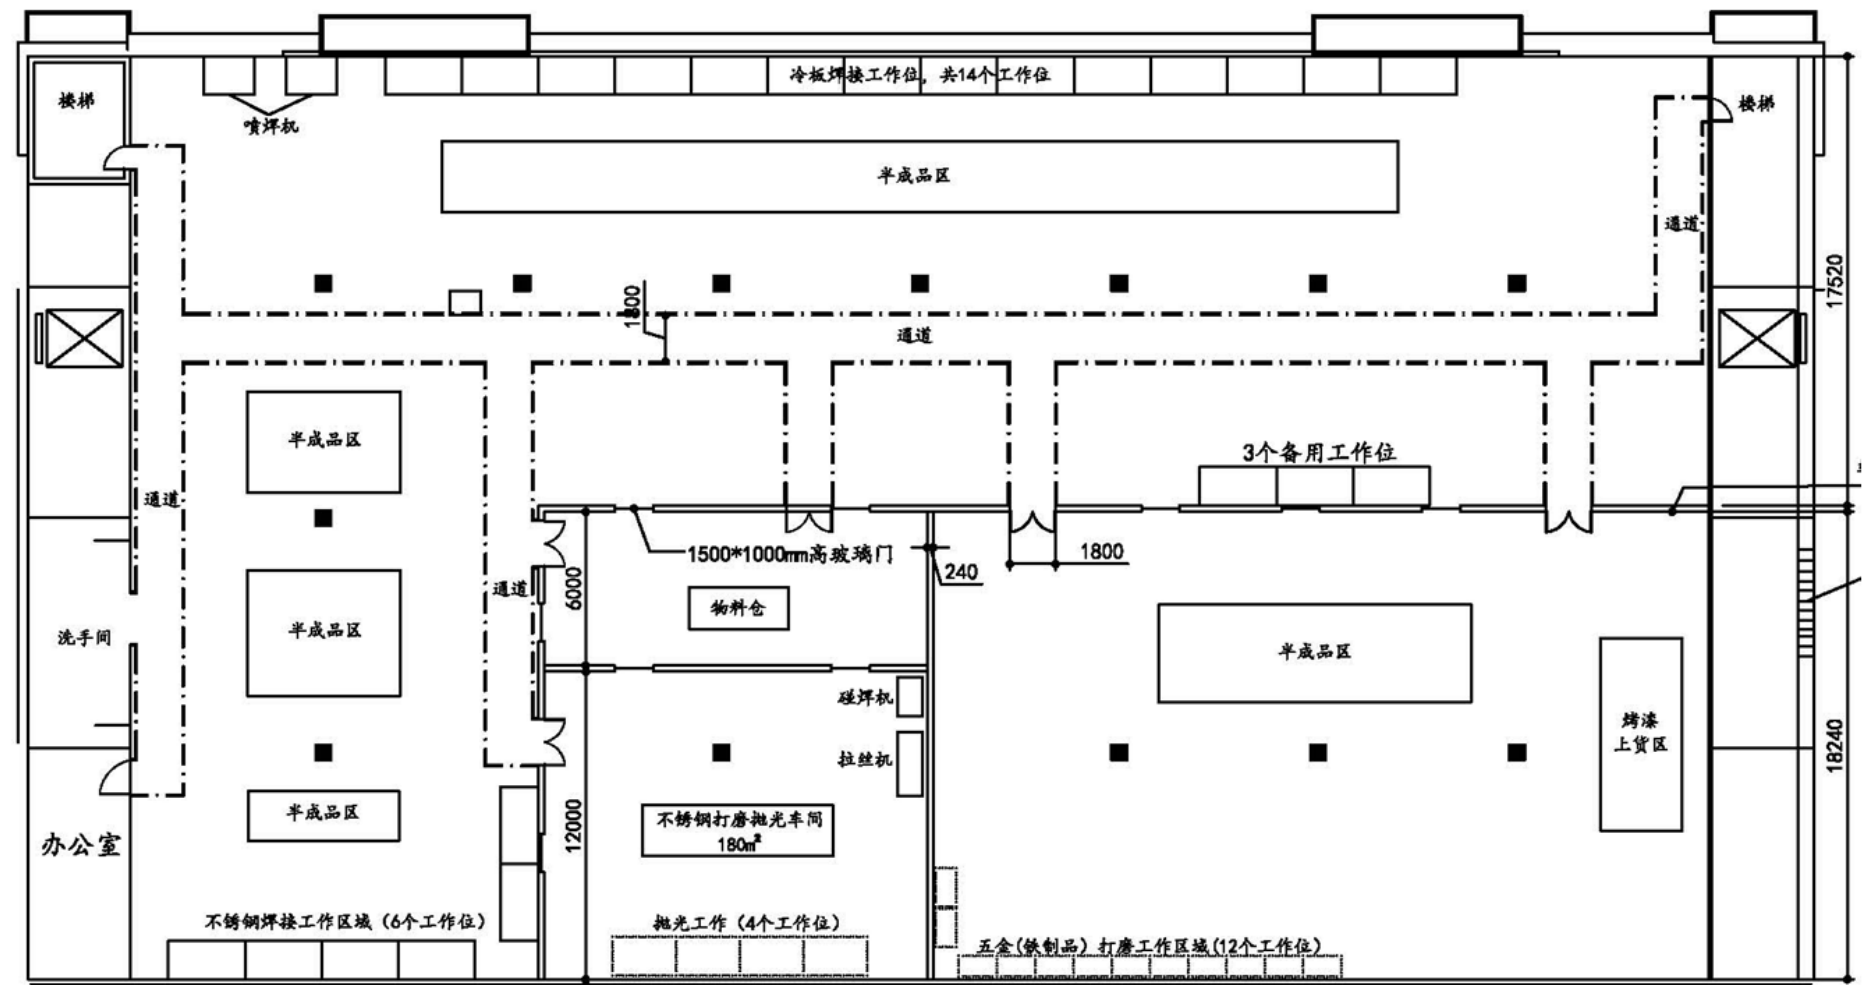 冷板焊接工作位，共14个工作位
楼梯
楼梯
喷焊机
半成品区
通道
17520
1800
通道
半成品区
3个备用工作位
通道
1500*1000mm高玻璃门
1800
240
通道
6000
物料仓
半成品区
洗手间
半成品区
碰焊机
烤漆
上货区
拉丝机
18240
半成品区
不锈钢打磨抛光车间
180m²
12000
办公室
不锈钢焊接工作区域（6个工作位）
抛光工作（4个工作位）
五金(铁制品）打磨工作区域(12个工作位）